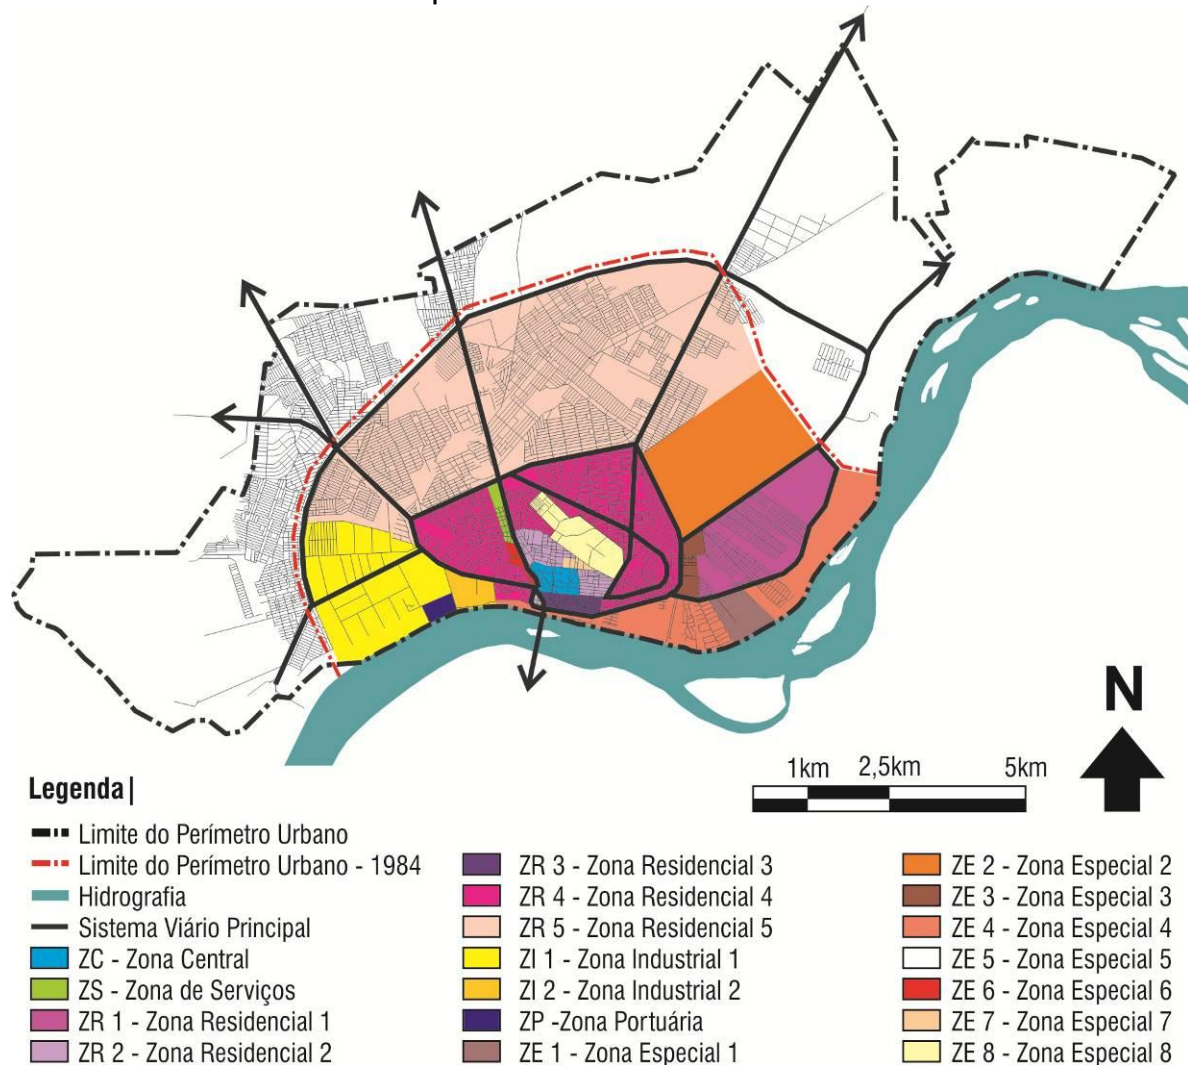 N
1km 2,5km 5km
Legenda|
Limite do Perímetro Urbano
Limite do Perímetro Urbano - 1984
Hidrografia
Sistema Viário Principal
ZC - Zona Central
ZS - Zona de Serviços
ZR 1 - Zona Residencial 1
ZR 2 - Zona Residencial 2
ZR 3 - Zona Residencial 3
ZR 4 - Zona Residencial 4
ZR 5 - Zona Residencial 5
ZI 1 - Zona Industrial 1
ZI 2 - Zona Industrial 2
ZP -Zona Portuária
ZE 1 - Zona Especial 1
ZE 2 - Zona Especial 2
ZE 3 - Zona Especial 3
ZE 4 - Zona Especial 4
ZE 5 - Zona Especial 5
ZE 6 - Zona Especial 6
ZE 7 - Zona Especial 7
ZE 8 - Zona Especial 8